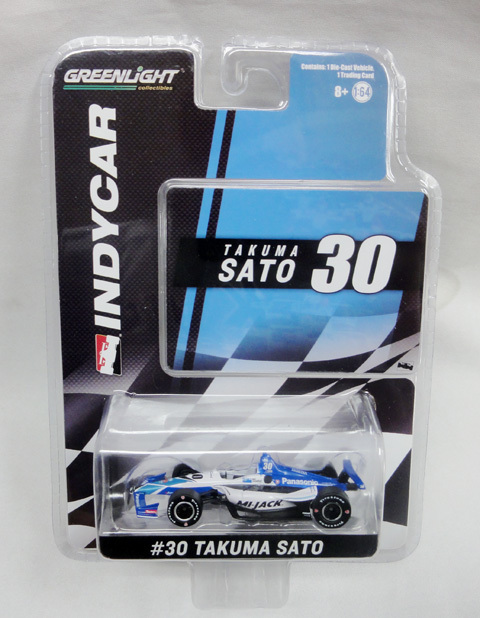 GREENLIGHT
collectibles
Contains: 1 Die-Cast Vehicle,
1 Trading Card
8+ 1:64
INDYCAR
TAKUMA
SATO 30
30
Panasonic
MI-JACK
#30 TAKUMA SATO